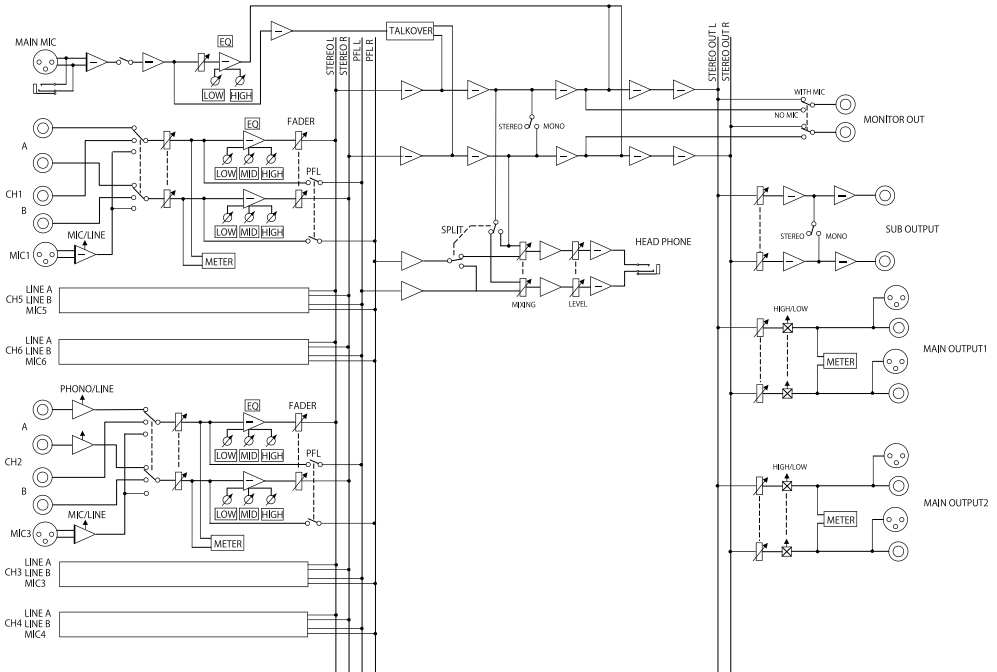 MAIN MIC
EQ
LOW HIGH
TALKOVER
STEREO L
STEREO R
PFL L
PFL R
STEREO OUT L
STEREO OUT R
WITH MIC
NO MIC
MONITOR OUT
STEREO MONO
A
CH1
B
MIC1
MIC/LINE
EQ
LOW MID HIGH
FADER
PFL
LOW MID HIGH
METER
SPLIT
MIXING
LEVEL
HEAD PHONE
STEREO MONO
SUB OUTPUT
LINE A
CH5 LINE B
MIC5
LINE A
CH6 LINE B
MIC6
HIGH/LOW
METER
MAIN OUTPUT1
PHONO/LINE
A
CH2
B
MIC3
MIC/LINE
EQ
LOW MID HIGH
FADER
PFL
LOW MID HIGH
METER
HIGH/LOW
METER
MAIN OUTPUT2
LINE A
CH3 LINE B
MIC3
LINE A
CH4 LINE B
MIC4